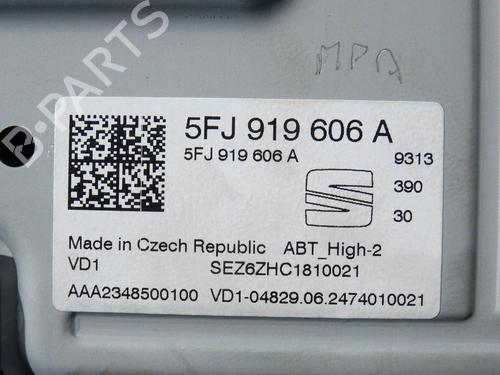 B-PARTS
MPA
5FJ 919 606 A
5FJ 919 606 A 9313
390
30
Made in Czech Republic ABT_High-2
VD1 SEZ6ZHC1810021
AAA2348500100 VD1-04829.06.2474010021